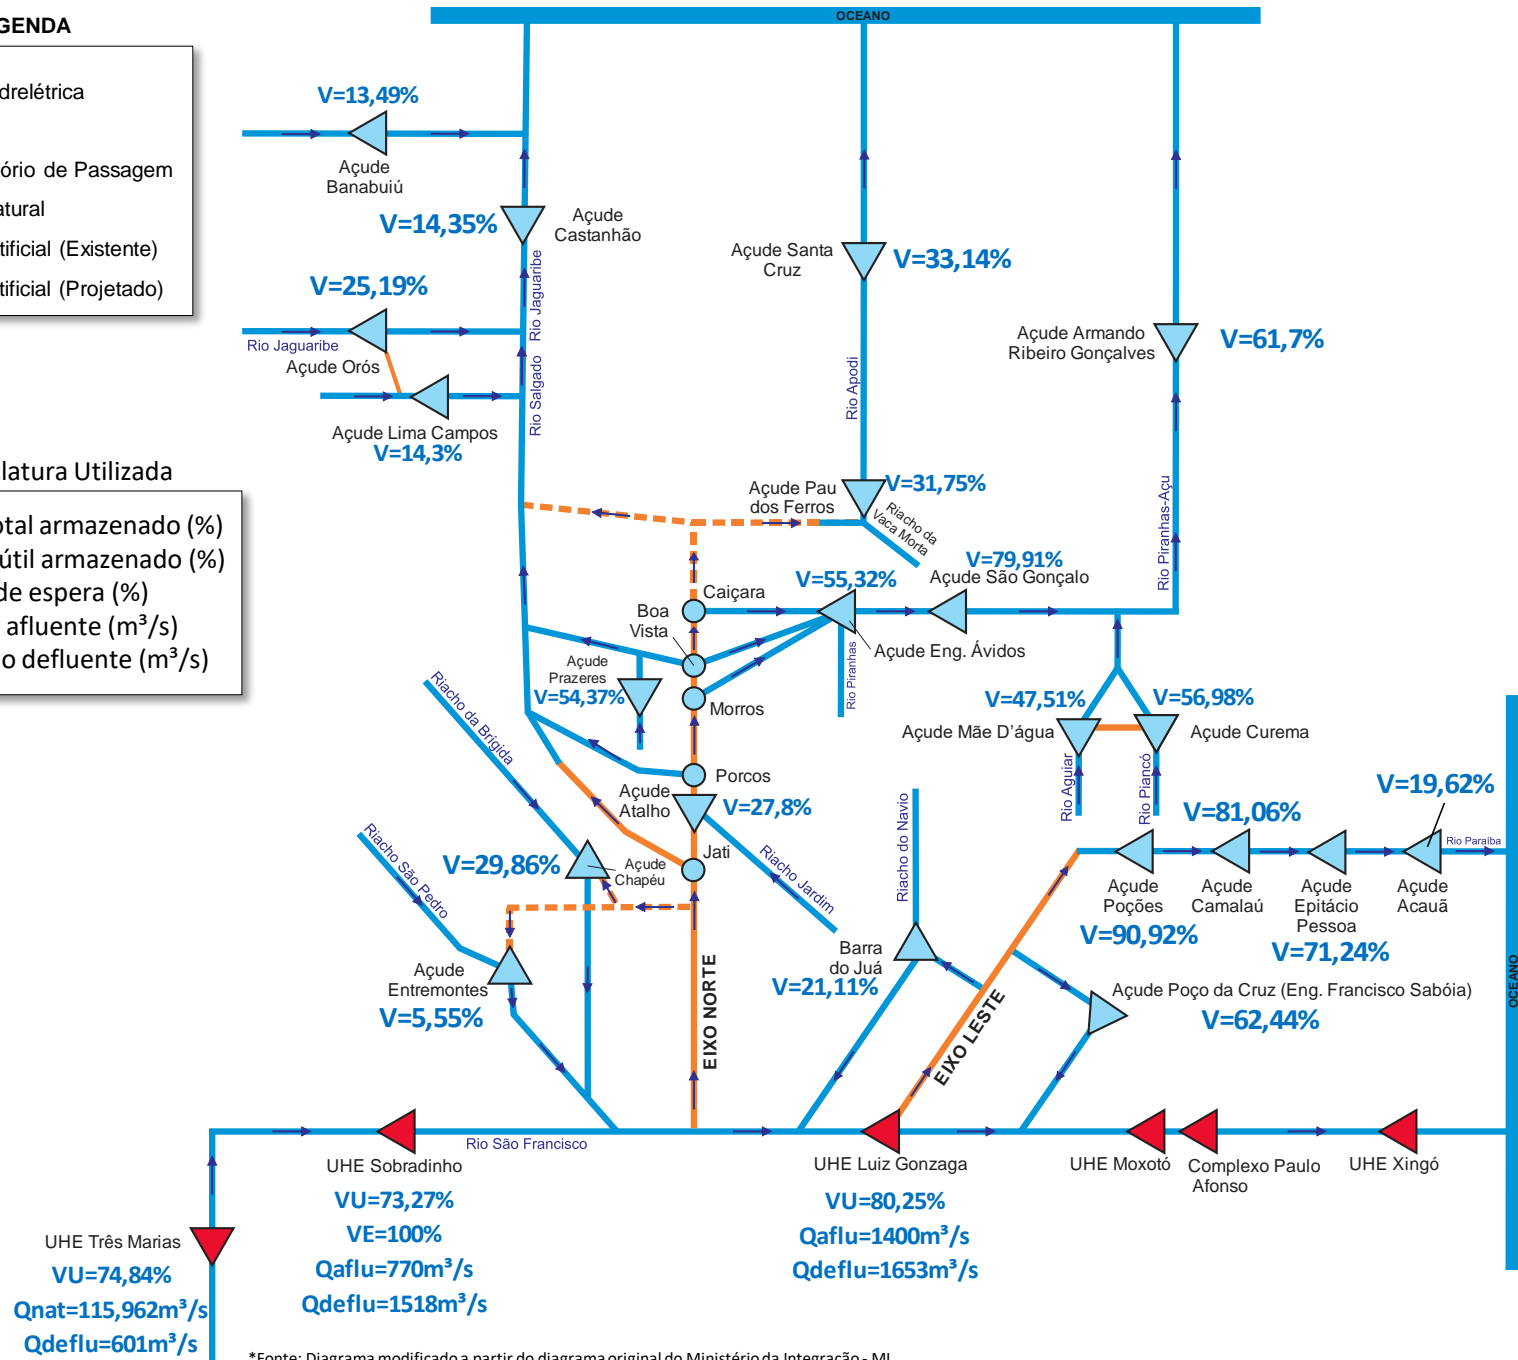 GENDA
drelétrica
ório de Passagem
atural
tificial (Existente)
tificial (Projetado)
clatura Utilizada
otal armazenado (%)
útil armazenado (%)
de espera (%)
afluente (m³/s)
o defluente (m³/s)
OCEANO
V=13,49%
Açude
Banabuiú
V=14,35%
Açude
Castanhão
V=25,19%
Rio Jaguaribe
Açude Orós
Rio Jaguaribe
Rio Salgado
Açude Lima Campos
V=14,3%
Açude Santa
Cruz
V=33,14%
Rio Apodi
Açude Armando
Ribeiro Gonçalves
V=61,7%
Rio Piranhas-Açu
Açude Pau
dos Ferros
V=31,75%
Riacho da
Vaca Morta
V=79,91%
Açude São Gonçalo
V=55,32%
Caiçara
Boa
Vista
Açude Eng. Ávidos
Rio Piranhas
Açude
Prazeres
V=54,37%
Morros
Riacho da Brígida
V=47,51%
V=56,98%
Açude Mãe D'água
Açude Curema
Rio Aguiar
Rio Piancó
Porcos
Açude
Atalho
V=27,8%
Jati
Riacho Jardim
Riacho do Navio
V=19,62%
V=81,06%
Rio Paraiba
Riacho São Pedro
V=29,86%
Açude
Chapéu
Açude
Poções
V=90,92%
Açude
Camalaú
Açude
Epitácio
Pessoa
V=71,24%
Açude
Acauã
Barra
do Juá
V=21,11%
Açude
Entremontes
V=5,55%
EIXO NORTE
EIXO LESTE
Açude Poço da Cruz (Eng. Francisco Sabóia)
V=62,44%
OCEANO
Rio São Francisco
UHE Sobradinho
VU=73,27%
VE=100%
Qaflu=770m³/s
Qdeflu=1518m³/s
UHE Luiz Gonzaga
VU=80,25%
Qaflu=1400m³/s
Qdeflu=1653m³/s
UHE Moxotó
Complexo Paulo
Afonso
UHE Xingó
UHE Três Marias
VU=74,84%
Qnat=115,962m³/s
Qdeflu=601m³/s
*Fonte: Diagrama modificado a partir do diagrama original do Ministério da Integração - MI